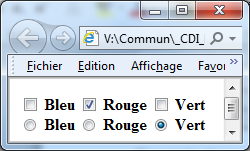 V:\Commun\_CDI_
Fichier Edition Affichage Favo
Bleu Rouge Vert
Bleu Rouge Vert